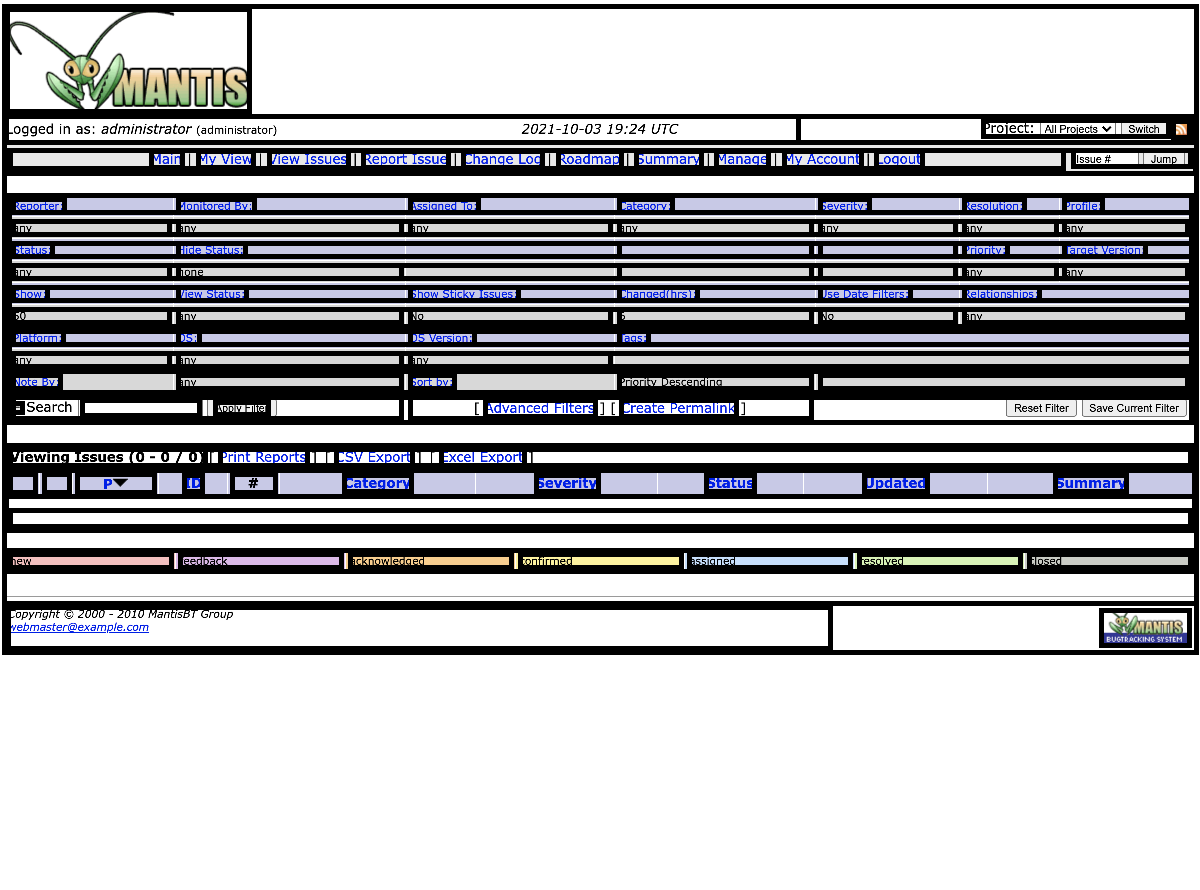 MANTIS
Logged in as: administrator (administrator) 2021-10-03 19:24 UTC Project: All Projects Switch
Main | My View | View Issues | Report Issue | Change Log | Roadmap | Summary | Manage | My Account | Logout Issue # Jump
Reporter: Monitored By: Assigned To: Category: Severity: Resolution: Profile:
any any any any any any any
Status: Hide Status: Priority: Target Version:
any none any any
Show: View Status: Show Sticky Issues: Changed(hrs): Use Date Filters: Relationships:
50 any No 6 No any
Platform: OS: OS Version: Tags:
any any any
Note By: any Sort by: Priority Descending
Search Apply Filter [ Advanced Filters ] [ Create Permalink ] Reset Filter Save Current Filter
Viewing Issues (0 - 0 / 0) [ Print Reports ] [ CSV Export ] [ Excel Export ]
P ID # Category Severity Status Updated Summary
new feedback acknowledged confirmed assigned resolved closed
Copyright © 2000 - 2010 MantisBT Group
webmaster@example.com
MANTIS
BUGTRACKING SYSTEM